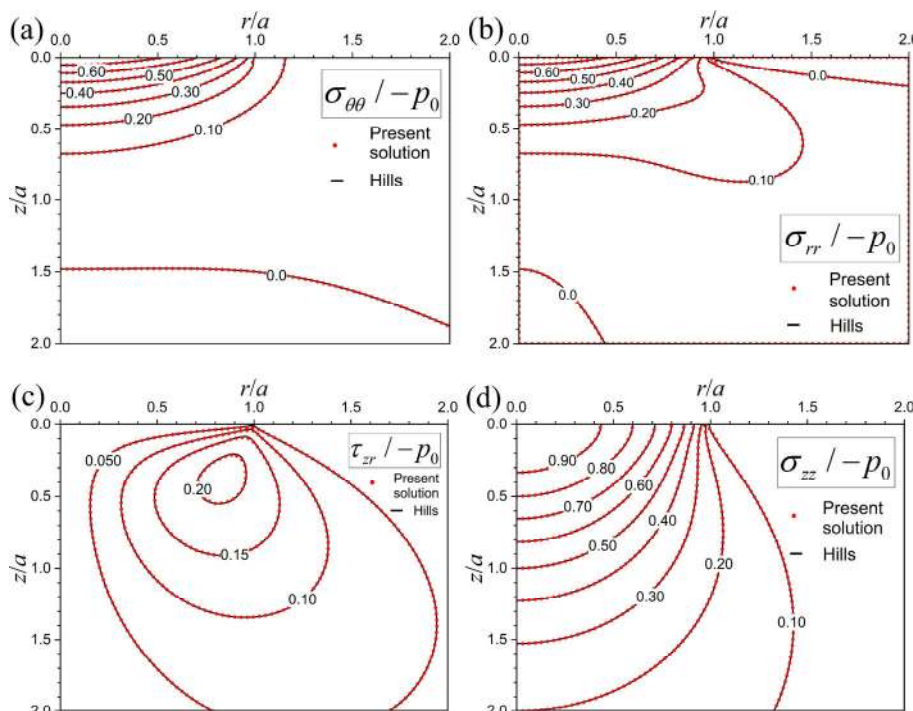 (a)
r/a
0.0 0.5 1.0 1.5 2.0
0.0
0.5
1.0
1.5
2.0
z/a
0.60
0.50
0.40
0.30
0.20
0.10
0.0
σθθ / −p0
Present
solution
Hills
(b)
r/a
0.0 0.5 1.0 1.5 2.0
0.0
0.5
1.0
1.5
2.0
z/a
0.60
0.50
0.40
0.30
0.20
0.10
0.0
0.0
σrr / −p0
Present
solution
Hills
(c)
r/a
0.0 0.5 1.0 1.5 2.0
0.0
0.5
1.0
1.5
2.0
z/a
0.050
0.20
0.15
0.10
τzr / −p0
Present
solution
Hills
(d)
r/a
0.0 0.5 1.0 1.5 2.0
0.0
0.5
1.0
1.5
2.0
z/a
0.90
0.80
0.70
0.60
0.50
0.40
0.30
0.20
0.10
σzz / −p0
Present
solution
Hills